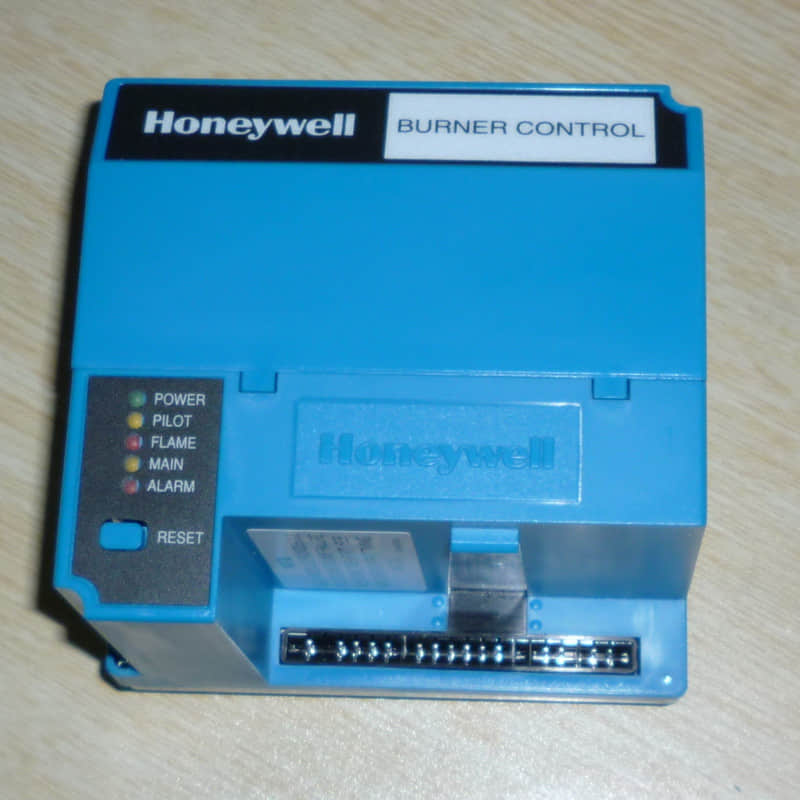 Honeywell
BURNER CONTROL
POWER
PILOT
FLAME
MAIN
ALARM
RESET
Honeywell